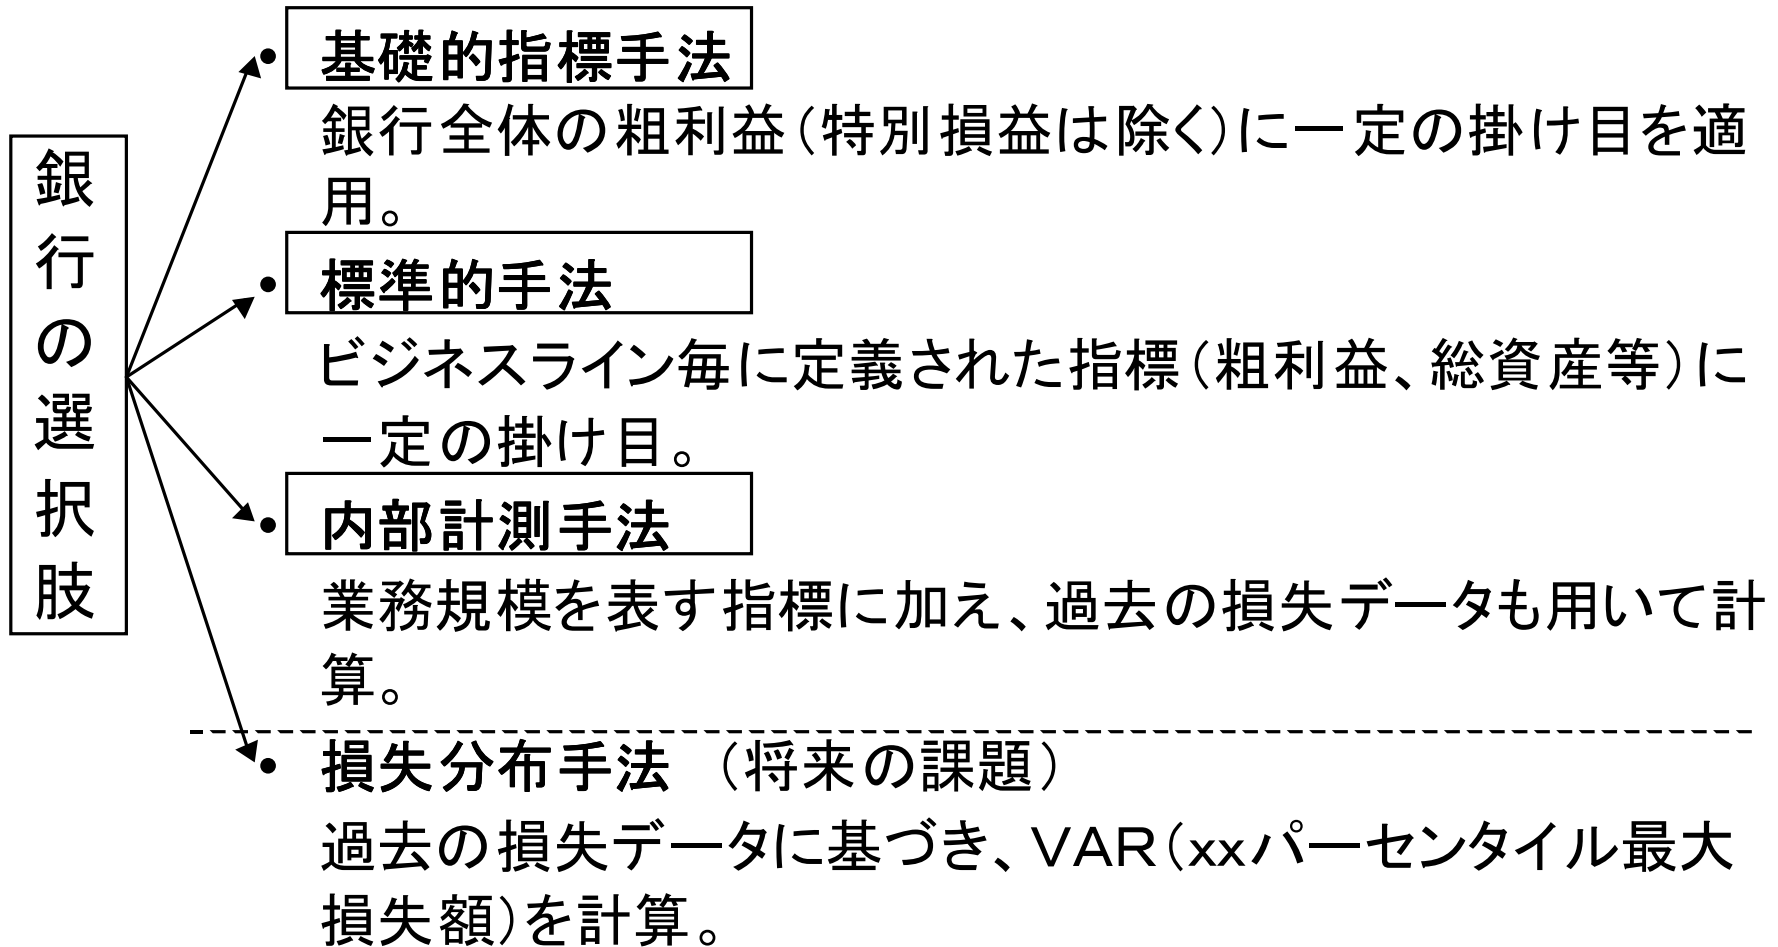 銀行の選択肢
• 基礎的指標手法
銀行全体の粗利益(特別損益は除く)に一定の掛け目を適
用。
• 標準的手法
ビジネスライン毎に定義された指標(粗利益、総資産等)に
一定の掛け目。
• 内部計測手法
業務規模を表す指標に加え、過去の損失データも用いて計
算。
• 損失分布手法 (将来の課題)
過去の損失データに基づき、VAR(xxパーセンタイル最大
損失額)を計算。